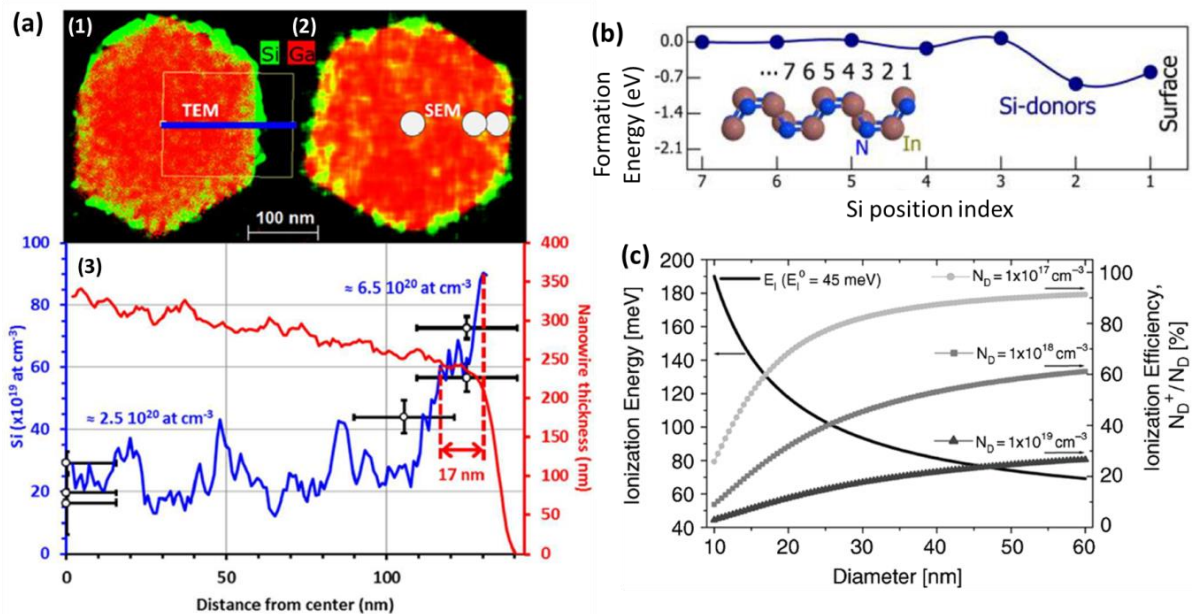 (a)
(1)
Si Ga
TEM
(2)
SEM
100 nm
(3)
Si (x10¹⁹ at cm⁻³)
100
80
60
40
20
0
≈ 6.5 10²⁰ at cm⁻³
≈ 2.5 10²⁰ at cm⁻³
17 nm
400
350
300
250
200
150
100
50
0
Nanowire thickness (nm)
0 50 100
Distance from center (nm)
(b)
Formation
Energy (eV)
0.0
-0.7
-1.4
-2.1
··· 7 6 5 4 3 2 1
Si-donors
Surface
N
In
7 6 5 4 3 2 1
Si position index
(c)
Ionization Energy [meV]
200
180
160
140
120
100
80
60
40
E_I (E_I^o = 45 meV)
N_D = 1x10¹⁷ cm⁻³
N_D = 1x10¹⁸ cm⁻³
N_D = 1x10¹⁹ cm⁻³
100
80
60
40
20
0
Ionization Efficiency,
N_D⁺/ N_D [%]
10 20 30 40 50 60
Diameter [nm]